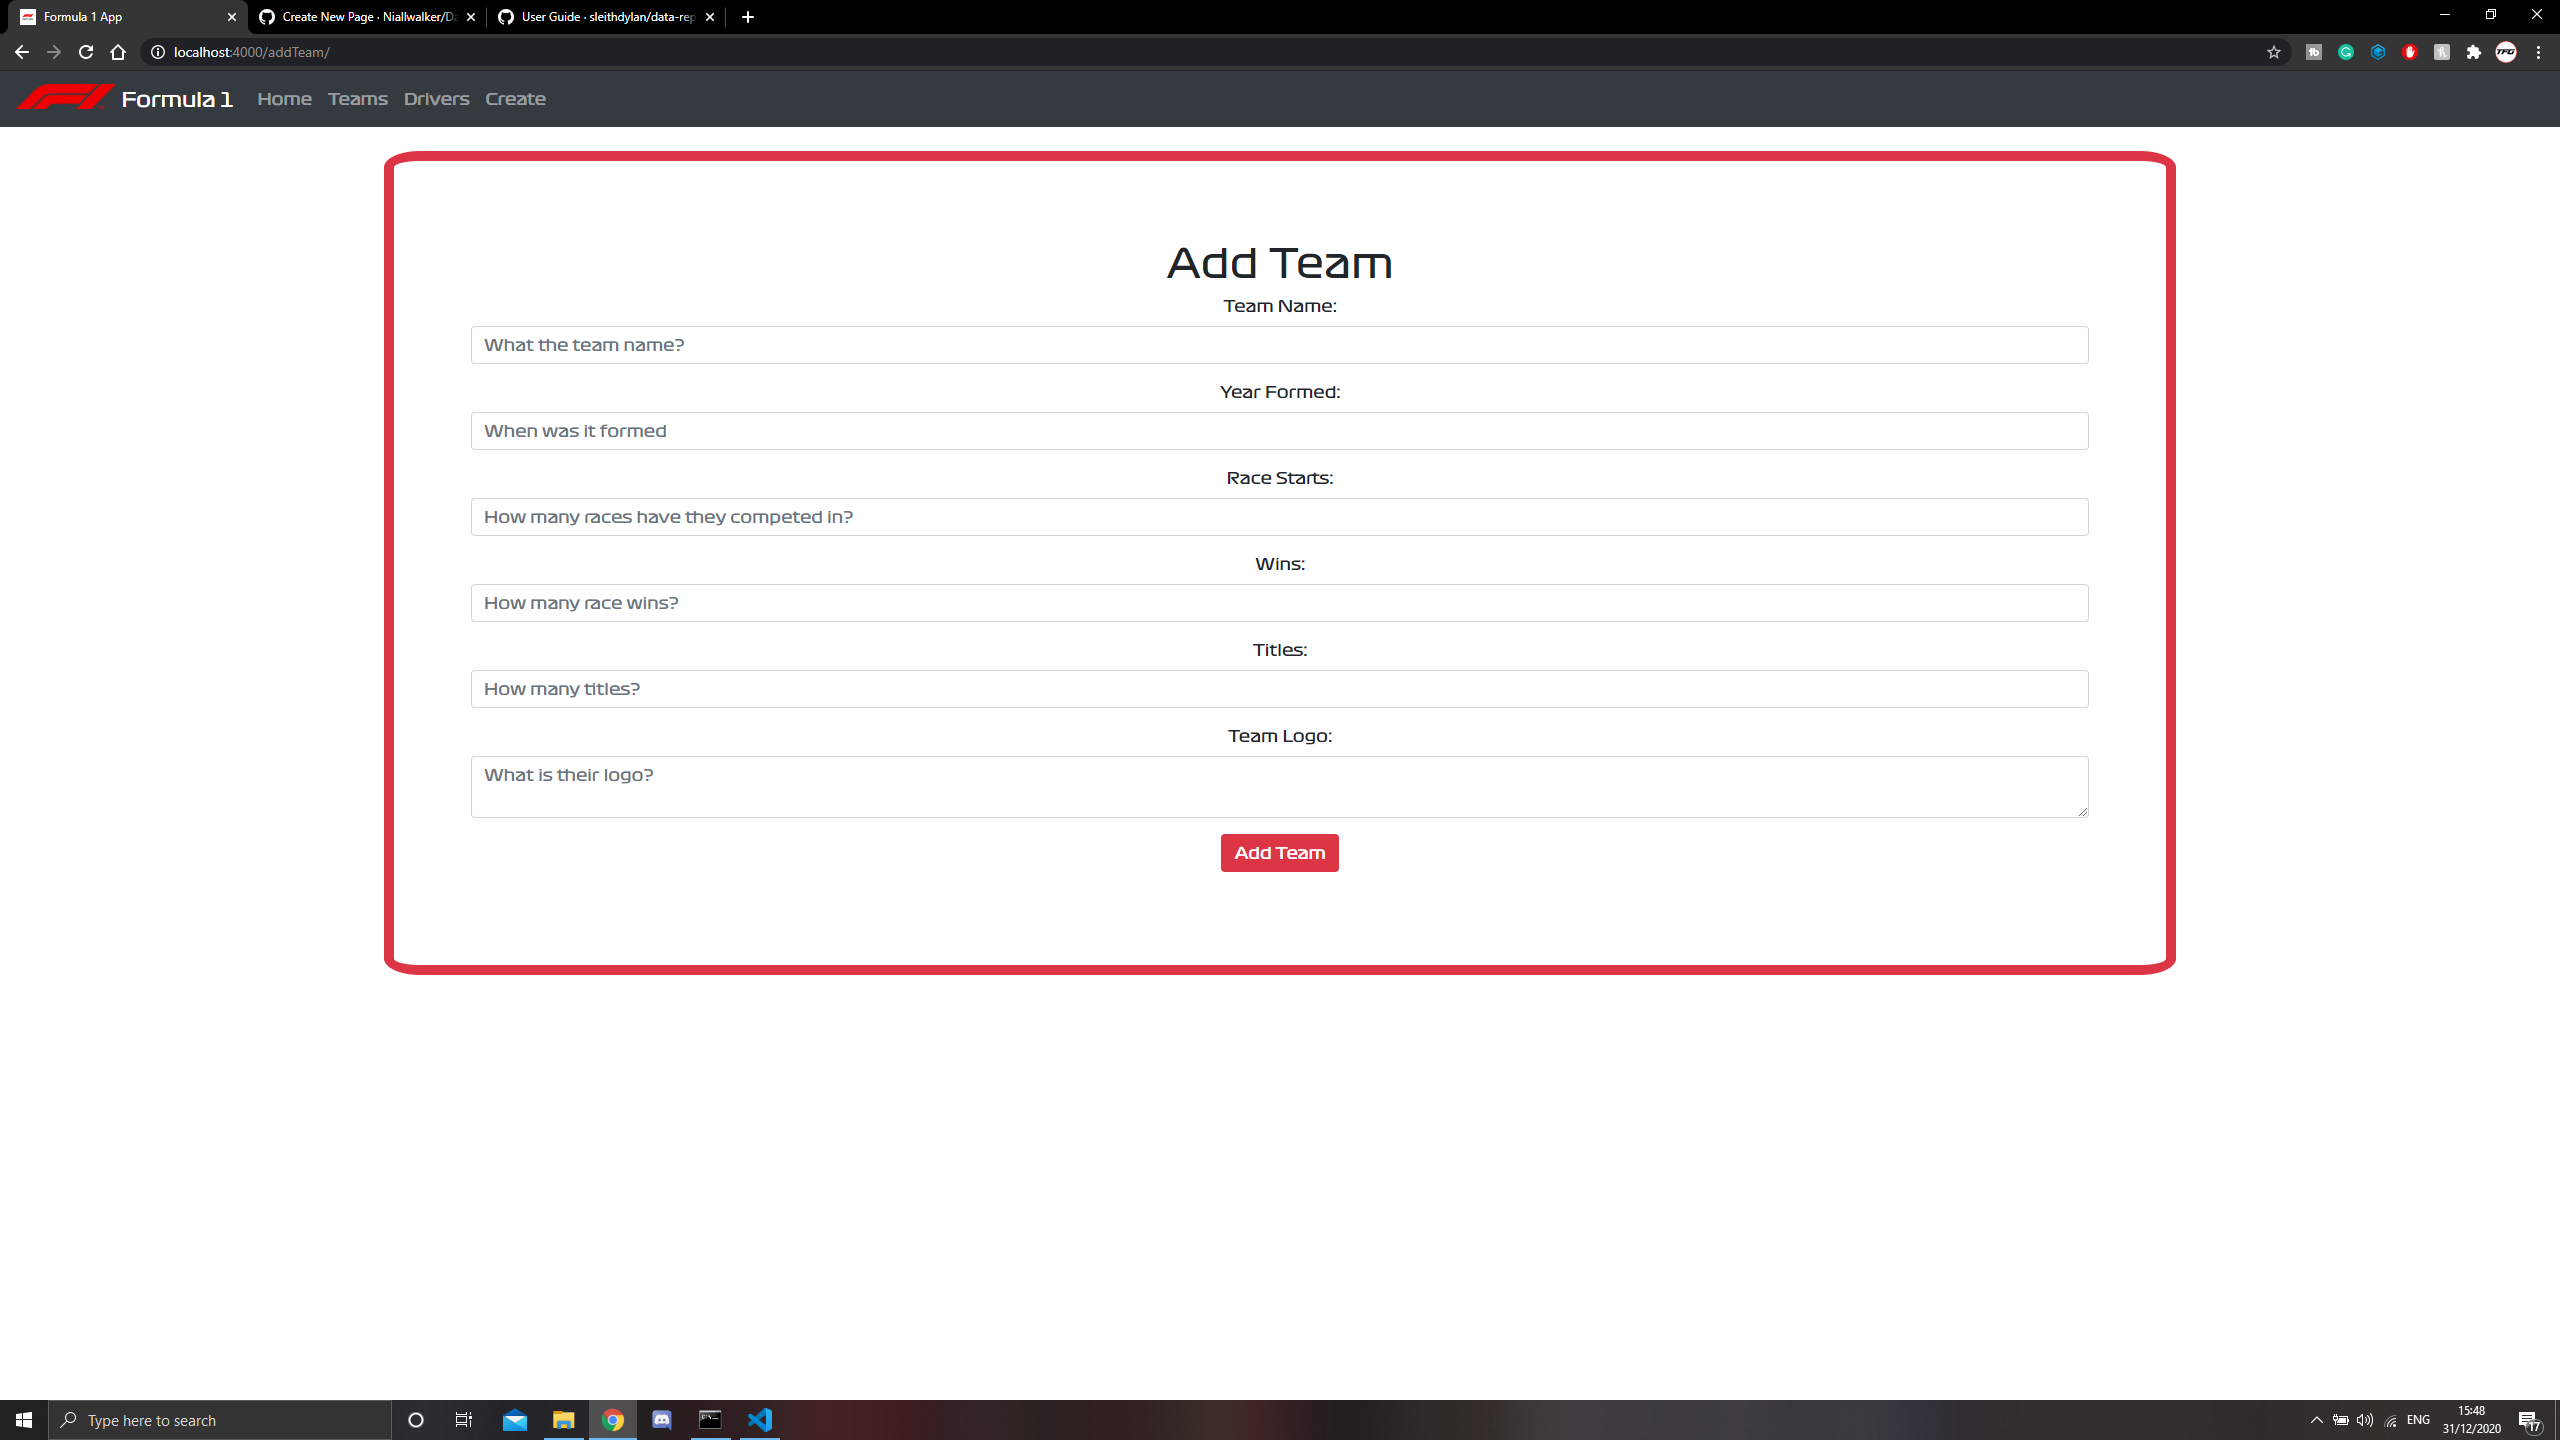 Formula 1 App
Create New Page · Niallwalker/Da
User Guide · sleithdylan/data-rep
localhost:4000/addTeam/
Formula 1 Home Teams Drivers Create
Add Team
Team Name:
What the team name?
Year Formed:
When was it formed
Race Starts:
How many races have they competed in?
Wins:
How many race wins?
Titles:
How many titles?
Team Logo:
What is their logo?
Add Team
Type here to search
ENG
15:48
31/12/2020
17